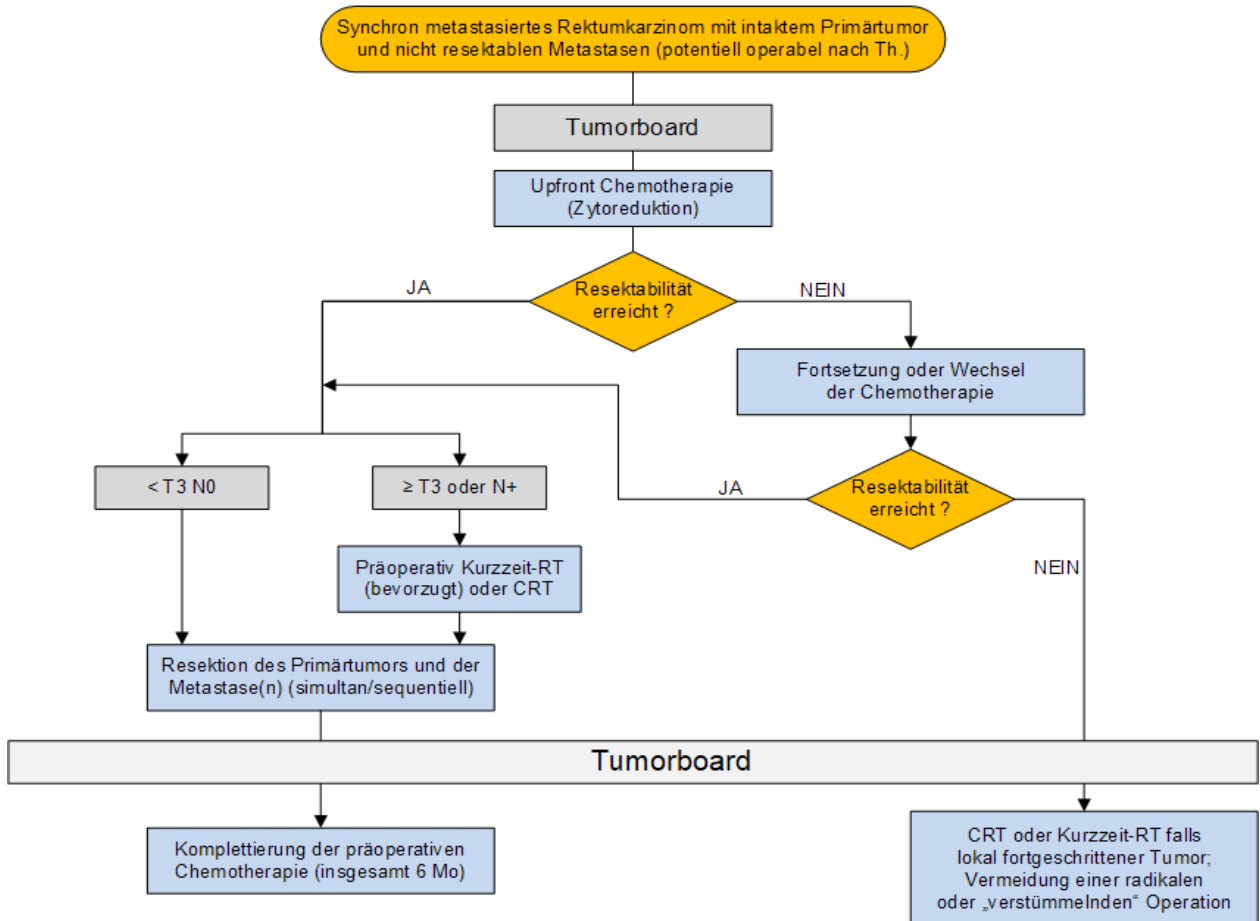 Synchron metastasiertes Rektumkarzinom mit intaktem Primärtumor
und nicht resektablen Metastasen (potentiell operabel nach Th.)
Tumorboard
Upfront Chemotherapie
(Zytoreduktion)
Resektabilität
erreicht ?
JA
NEIN
Fortsetzung oder Wechsel
der Chemotherapie
< T3 N0
≥ T3 oder N+
JA
Resektabilität
erreicht ?
NEIN
Präoperativ Kurzzeit-RT
(bevorzugt) oder CRT
Resektion des Primärtumors und der
Metastase(n) (simultan/sequentiell)
Tumorboard
Komplettierung der präoperativen
Chemotherapie (insgesamt 6 Mo)
CRT oder Kurzzeit-RT falls
lokal fortgeschrittener Tumor;
Vermeidung einer radikalen
oder „verstümmelnden“ Operation